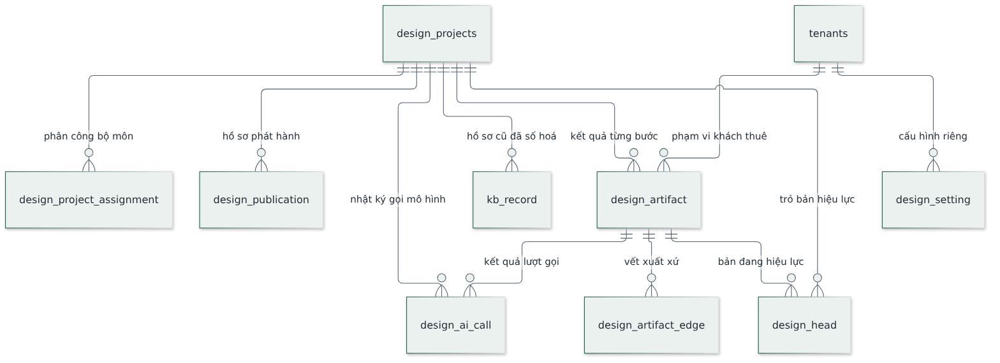 design_projects
tenants
phân công bộ môn
hồ sơ phát hành
hồ sơ cũ đã số hoá
kết quả từng bước
phạm vi khách thuê
cấu hình riêng
design_project_assignment
design_publication
nhật ký gọi mô hình
kb_record
design_artifact
trỏ bản hiệu lực
design_setting
kết quả lượt gọi
vết xuất xứ
bản đang hiệu lực
design_ai_call
design_artifact_edge
design_head